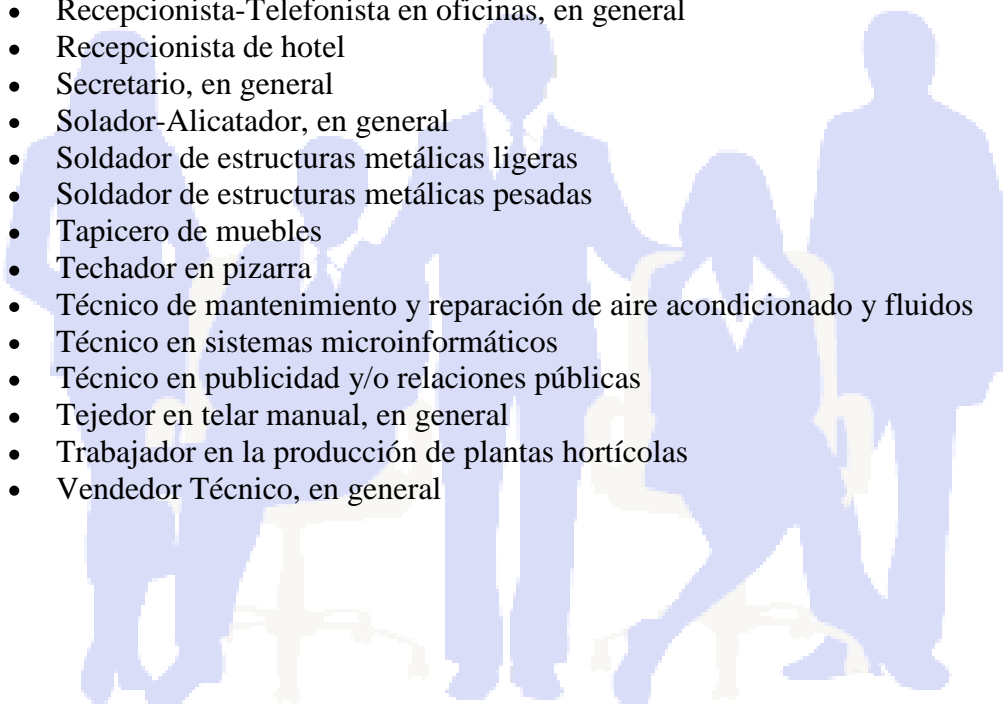 • Recepcionista-Telefonista en oficinas, en general
• Recepcionista de hotel
• Secretario, en general
• Solador-Alicatador, en general
• Soldador de estructuras metálicas ligeras
• Soldador de estructuras metálicas pesadas
• Tapicero de muebles
• Techador en pizarra
• Técnico de mantenimiento y reparación de aire acondicionado y fluidos
• Técnico en sistemas microinformáticos
• Técnico en publicidad y/o relaciones públicas
• Tejedor en telar manual, en general
• Trabajador en la producción de plantas hortícolas
• Vendedor Técnico, en general